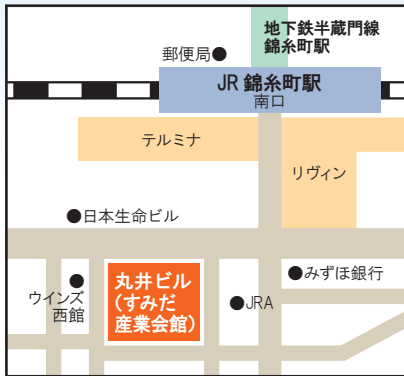 地下鉄半蔵門線
錦糸町駅
郵便局●
JR 錦糸町駅
南口
テルミナ
リヴィン
●日本生命ビル
丸井ビル
(すみだ
産業会館)
●みずほ銀行
●
ウインズ
西館
●JRA